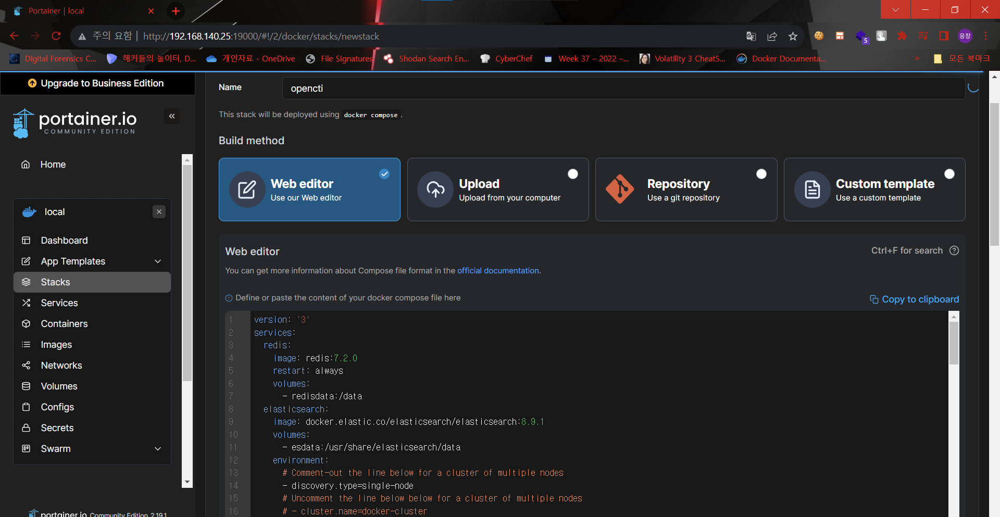 Portainer | local
주의 요함 | http://192.168.140.25:19000/#!/2/docker/stacks/newstack
5
응창
Digital Forensics C...
해커들의 놀이터, D...
개인자료 - OneDrive
File Signatures
Shodan Search En...
CyberChef
Week 37 – 2022 –...
Volatility 3 CheatS...
Docker Documenta...
»
모든 북마크
Upgrade to Business Edition
portainer.io
COMMUNITY EDITION
Home
local
Dashboard
App Templates
Stacks
Services
Containers
Images
Networks
Volumes
Configs
Secrets
Swarm
portainer.io Community Edition 2.19.1
Name
opencti
This stack will be deployed using docker compose .
Build method
Web editor
Use our Web editor
Upload
Upload from your computer
Repository
Use a git repository
Custom template
Use a custom template
Web editor
Ctrl+F for search
You can get more information about Compose file format in the official documentation.
Define or paste the content of your docker compose file here
Copy to clipboard
1 version: '3'
2 services:
3 redis:
4 image: redis:7.2.0
5 restart: always
6 volumes:
7 - redisdata:/data
8 elasticsearch:
9 image: docker.elastic.co/elasticsearch/elasticsearch:8.9.1
10 volumes:
11 - esdata:/usr/share/elasticsearch/data
12 environment:
13 # Comment-out the line below for a cluster of multiple nodes
14 - discovery.type=single-node
15 # Uncomment the line below below for a cluster of multiple nodes
16 # - cluster.name=docker-cluster